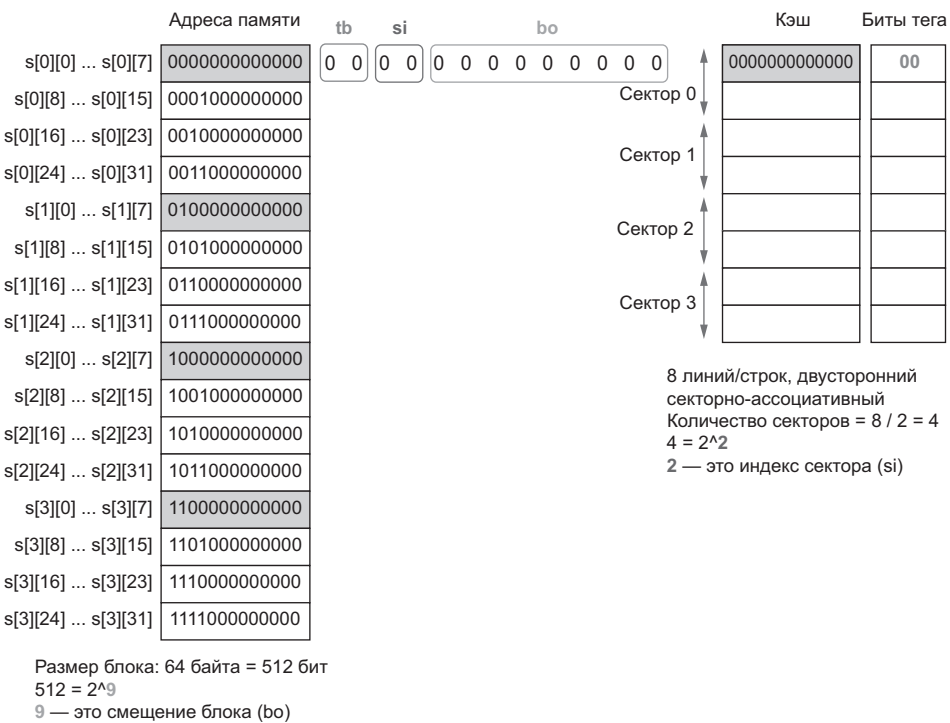 Адреса памяти
tb si bo
Кэш Биты тега
s[0][0] ... s[0][7] 0000000000000 0 0 0 0 0 0 0 0 0 0 0 0 0 0000000000000 00
s[0][8] ... s[0][15] 0001000000000 Сектор 0
s[0][16] ... s[0][23] 0010000000000
Сектор 1
s[0][24] ... s[0][31] 0011000000000
s[1][0] ... s[1][7] 0100000000000
Сектор 2
s[1][8] ... s[1][15] 0101000000000
s[1][16] ... s[1][23] 0110000000000
Сектор 3
s[1][24] ... s[1][31] 0111000000000
s[2][0] ... s[2][7] 1000000000000
s[2][8] ... s[2][15] 1001000000000
s[2][16] ... s[2][23] 1010000000000
s[2][24] ... s[2][31] 1011000000000
s[3][0] ... s[3][7] 1100000000000
s[3][8] ... s[3][15] 1101000000000
s[3][16] ... s[3][23] 1110000000000
s[3][24] ... s[3][31] 1111000000000
8 линий/строк, двусторонний
секторно-ассоциативный
Количество секторов = 8 / 2 = 4
4 = 2^2
2 — это индекс сектора (si)
Размер блока: 64 байта = 512 бит
512 = 2^9
9 — это смещение блока (bo)